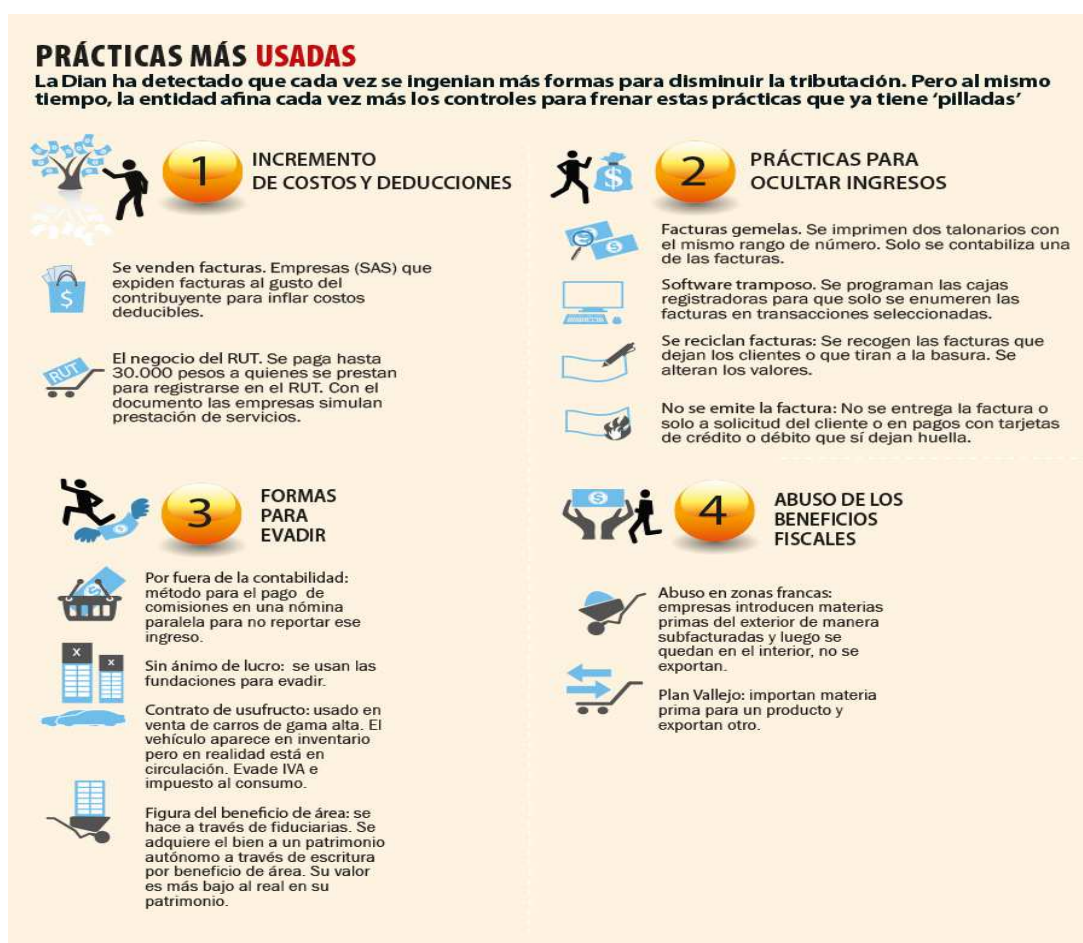 PRÁCTICAS MÁS USADAS
La Dian ha detectado que cada vez se ingenian más formas para disminuir la tributación. Pero al mismo
tiempo, la entidad afina cada vez más los controles para frenar estas prácticas que ya tiene ‘pilladas’
1
INCREMENTO
DE COSTOS Y DEDUCCIONES
$
Se venden facturas. Empresas (SAS) que
expiden facturas al gusto del
contribuyente para inflar costos
deducibles.
RUT
El negocio del RUT. Se paga hasta
30.000 pesos a quienes se prestan
para registrarse en el RUT. Con el
documento las empresas simulan
prestación de servicios.
$
2
PRÁCTICAS PARA
OCULTAR INGRESOS
Facturas gemelas. Se imprimen dos talonarios con
el mismo rango de número. Solo se contabiliza una
de las facturas.
Software tramposo. Se programan las cajas
registradoras para que solo se enumeren las
facturas en transacciones seleccionadas.
Se reciclan facturas: Se recogen las facturas que
dejan los clientes o que tiran a la basura. Se
alteran los valores.
No se emite la factura: No se entrega la factura o
solo a solicitud del cliente o en pagos con tarjetas
de crédito o débito que sí dejan huella.
3
FORMAS
PARA
EVADIR
Por fuera de la contabilidad:
método para el pago de
comisiones en una nómina
paralela para no reportar ese
ingreso.
X
X
Sin ánimo de lucro: se usan las
fundaciones para evadir.
Contrato de usufructo: usado en
venta de carros de gama alta. El
vehículo aparece en inventario
pero en realidad está en
circulación. Evade IVA e
impuesto al consumo.
Figura del beneficio de área: se
hace a través de fiduciarias. Se
adquiere el bien a un patrimonio
autónomo a través de escritura
por beneficio de área. Su valor
es más bajo al real en su
patrimonio.
$
4
ABUSO DE LOS
BENEFICIOS
FISCALES
Abuso en zonas francas:
empresas introducen materias
primas del exterior de manera
subfacturadas y luego se
quedan en el interior, no se
exportan.
Plan Vallejo: importan materia
prima para un producto y
exportan otro.